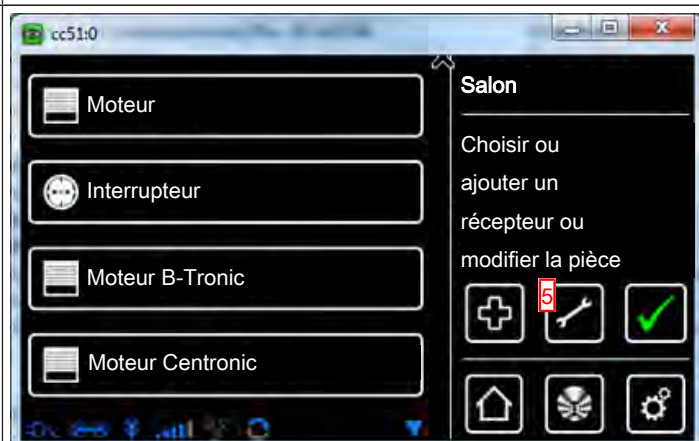 cc51:0
Moteur
Interrupteur
Moteur B-Tronic
Moteur Centronic
Salon
Choisir ou
ajouter un
récepteur ou
modifier la pièce
5